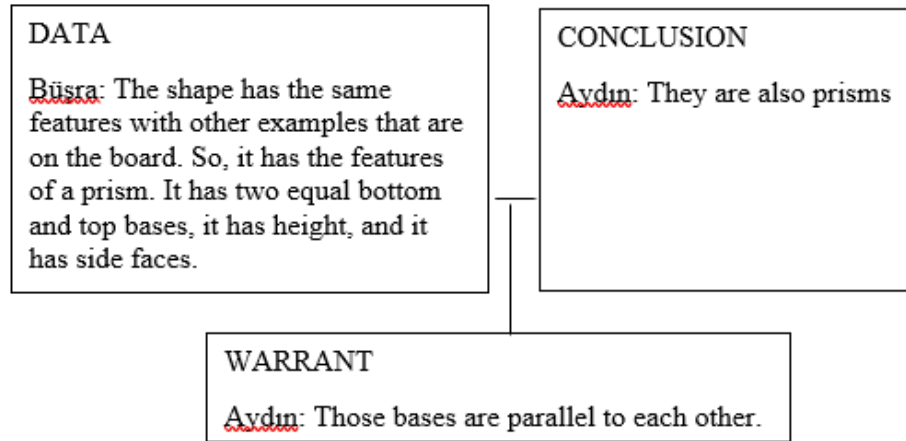 DATA
Büşra: The shape has the same
features with other examples that are
on the board. So, it has the features
of a prism. It has two equal bottom
and top bases, it has height, and it
has side faces.
CONCLUSION
Aydın: They are also prisms
WARRANT
Aydın: Those bases are parallel to each other.